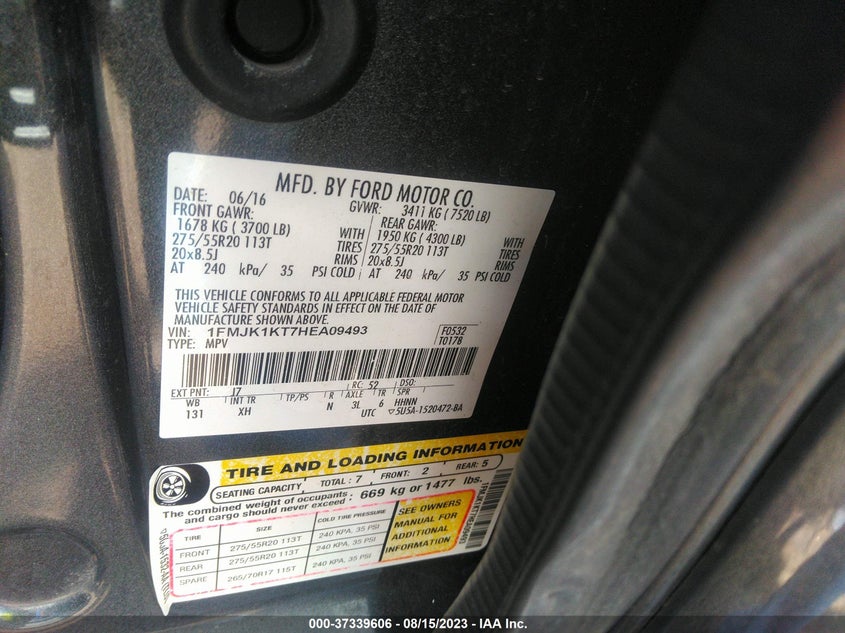 MFD. BY FORD MOTOR CO.
DATE: 06/16 GVWR: 3411 KG ( 7520 LB)
FRONT GAWR: REAR GAWR:
1678 KG ( 3700 LB) WITH 1950 KG ( 4300 LB) WITH
275/55R20 113T TIRES 275/55R20 113T TIRES
20x8.5J RIMS 20x8.5J RIMS
AT 240 kPa/ 35 PSI COLD AT 240 kPa/ 35 PSI COLD
THIS VEHICLE CONFORMS TO ALL APPLICABLE FEDERAL MOTOR
VEHICLE SAFETY STANDARDS IN EFFECT ON THE DATE OF
MANUFACTURE SHOWN ABOVE.
VIN: 1FMJK1KT7HEA09493 F0532
TYPE: MPV T0178
EXT PNT: J7 RC: 52 DSO:
WB INT TR TP/PS R AXLE TR SPR
131 XH N 3L 6 HHNN
UTC 5U5A-1520472-BA
TIRE AND LOADING INFORMATION
SEATING CAPACITY TOTAL: 7 FRONT: 2 REAR: 5
The combined weight of occupants and cargo should never exceed: 669 kg or 1477 lbs.
TIRE SIZE COLD TIRE PRESSURE
FRONT 275/55R20 113T 240 KPA, 35 PSI
REAR 275/55R20 113T 240 KPA, 35 PSI
SPARE 265/70R17 115T 240 KPA, 35 PSI
SEE OWNERS
MANUAL FOR
ADDITIONAL
INFORMATION
1FMJK1KT7HEA09493
000-37339606 - 08/15/2023 - IAA Inc.